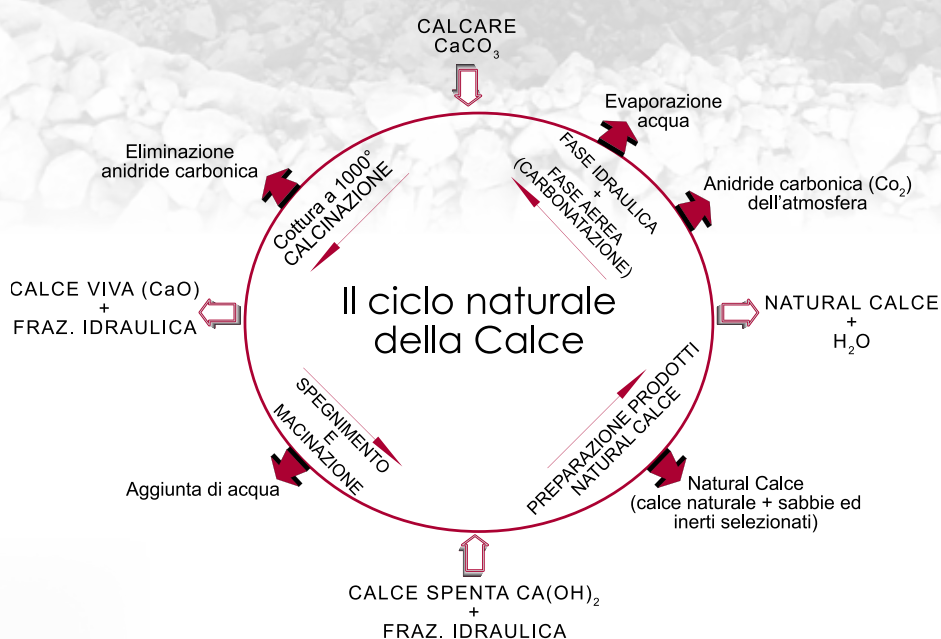 CALCARE
CaCO₃
Evaporazione
acqua
Eliminazione
anidride carbonica
Cottura a 1000°
CALCINAZIONE
FASE IDRAULICA
+
FASE AEREA
(CARBONATAZIONE)
Anidride carbonica (Co₂)
dell'atmosfera
CALCE VIVA (CaO)
+
FRAZ. IDRAULICA
Il ciclo naturale
della Calce
NATURAL CALCE
+
H₂O
SPEGNIMENTO
E
MACINAZIONE
PREPARAZIONE PRODOTTI
NATURAL CALCE
Aggiunta di acqua
Natural Calce
(calce naturale + sabbie ed
inerti selezionati)
CALCE SPENTA CA(OH)₂
+
FRAZ. IDRAULICA